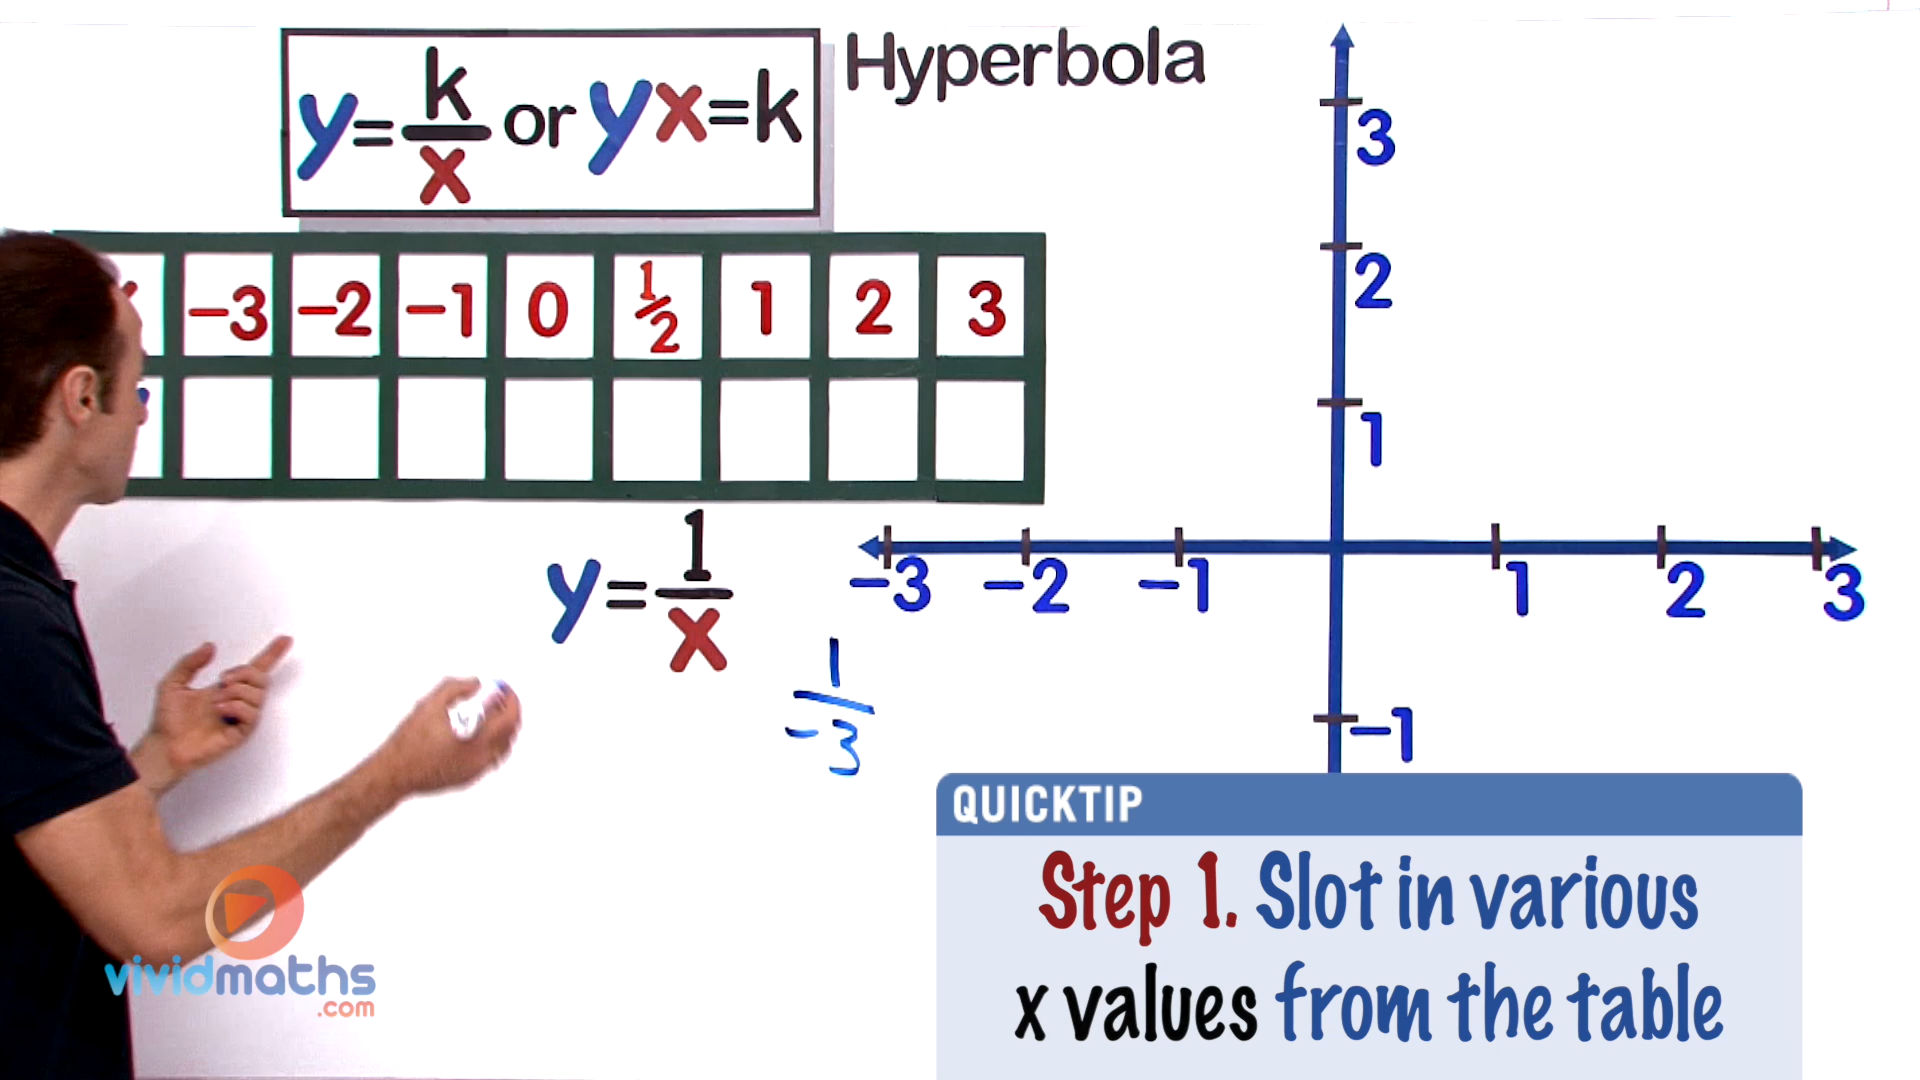 y = k/x or yx = k
Hyperbola
-3 -2 -1 0 1/2 1 2 3
y = 1/x
1/-3
3
2
1
-3 -2 -1 1 2 3
-1
QUICKTIP
Step 1. Slot in various
x values from the table
vividmaths
.com